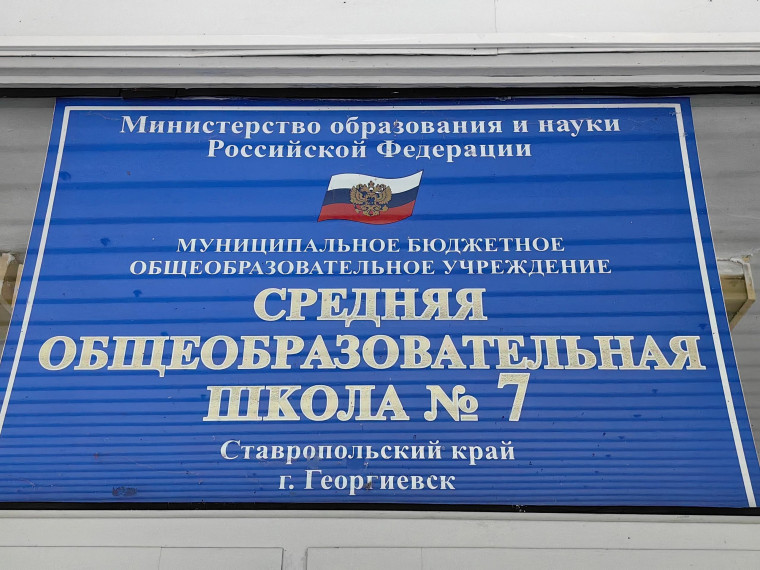 Министерство образования и науки
Российской Федерации
МУНИЦИПАЛЬНОЕ БЮДЖЕТНОЕ
ОБЩЕОБРАЗОВАТЕЛЬНОЕ УЧРЕЖДЕНИЕ
СРЕДНЯЯ
ОБЩЕОБРАЗОВАТЕЛЬНАЯ
ШКОЛА № 7
Ставропольский край
г. Георгиевск